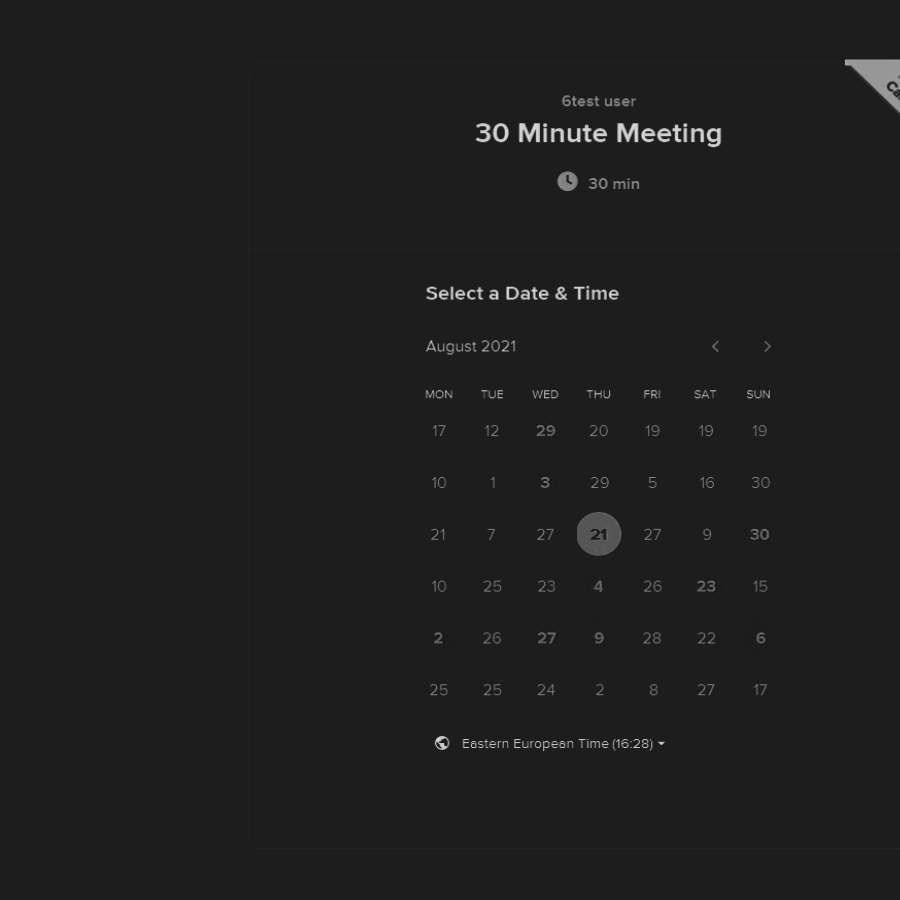 6test user
30 Minute Meeting
30 min
Select a Date & Time
August 2021
MON TUE WED THU FRI SAT SUN
17 12 29 20 19 19 19
10 1 3 29 5 16 30
21 7 27 21 27 9 30
10 25 23 4 26 23 15
2 26 27 9 28 22 6
25 25 24 2 8 27 17
Eastern European Time (16:28)